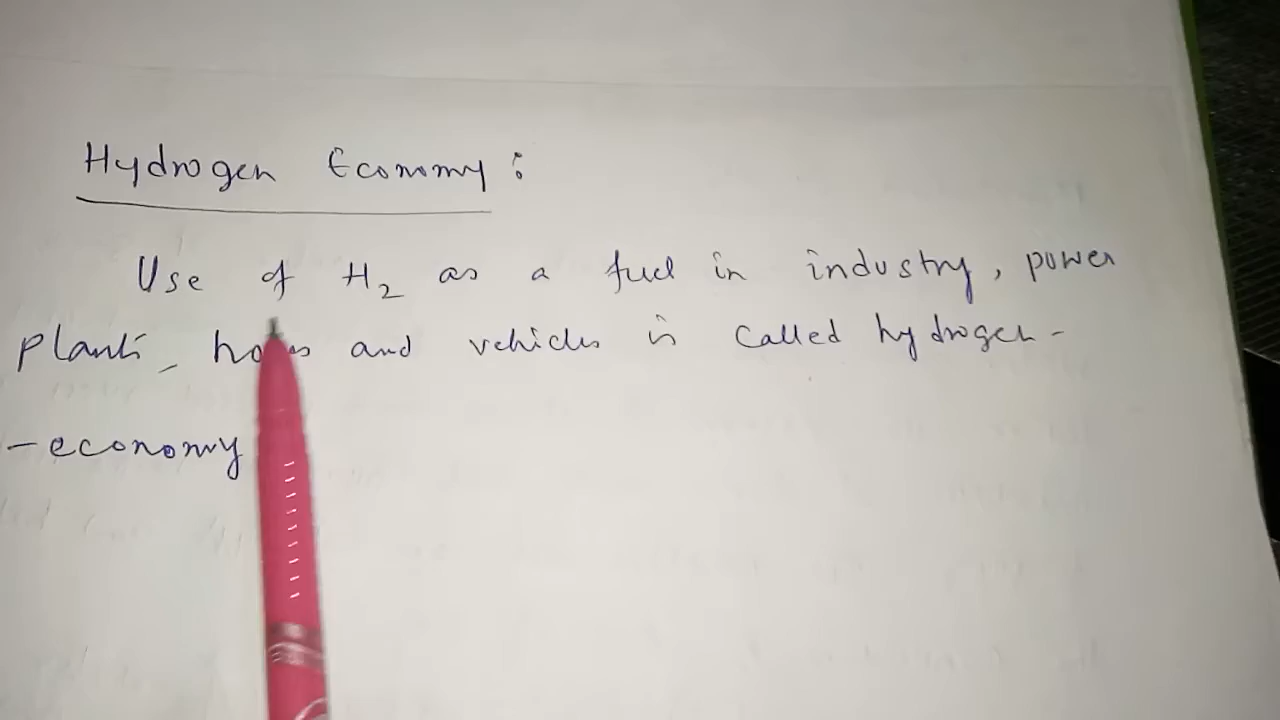 Hydrogen Economy :
Use of H₂ as a fuel in industry, power
plants, and vehicles is called hydrogen -
- economy